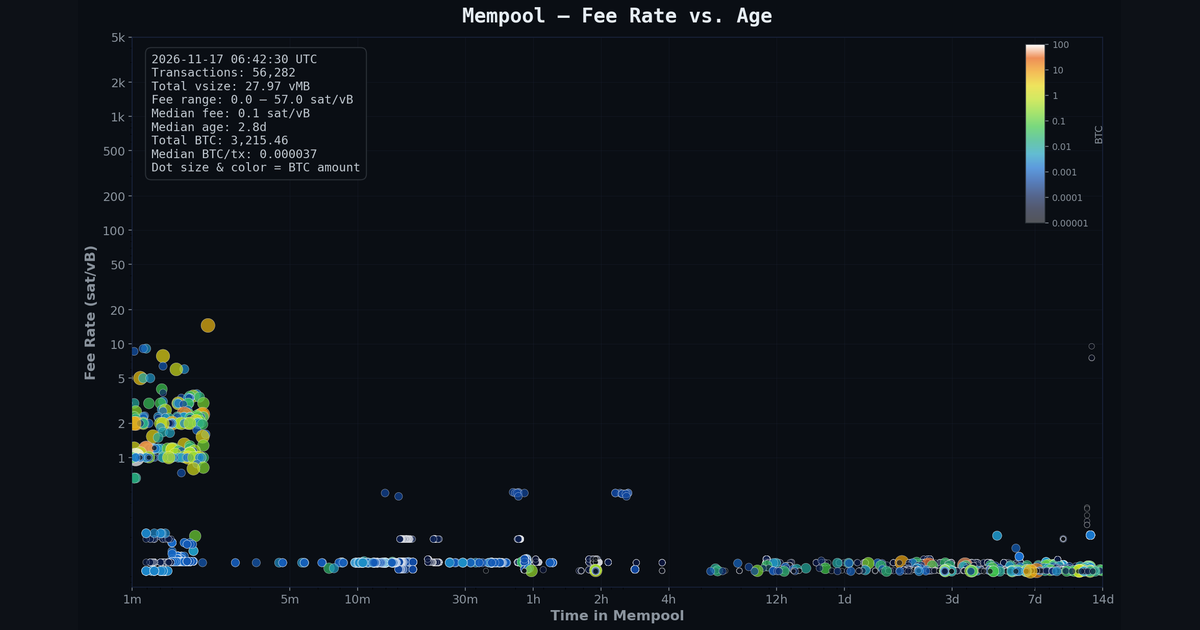 Mempool — Fee Rate vs. Age
2026-11-17 06:42:30 UTC
Transactions: 56,282
Total vsize: 27.97 vMB
Fee range: 0.0 — 57.0 sat/vB
Median fee: 0.1 sat/vB
Median age: 2.8d
Total BTC: 3,215.46
Median BTC/tx: 0.000037
Dot size & color = BTC amount
5k
2k
1k
500
200
100
50
20
10
5
2
1
Fee Rate (sat/vB)
100
10
1
0.1
0.01
0.001
0.0001
0.00001
BTC
1m 5m 10m 30m 1h 2h 4h 12h 1d 3d 7d 14d
Time in Mempool